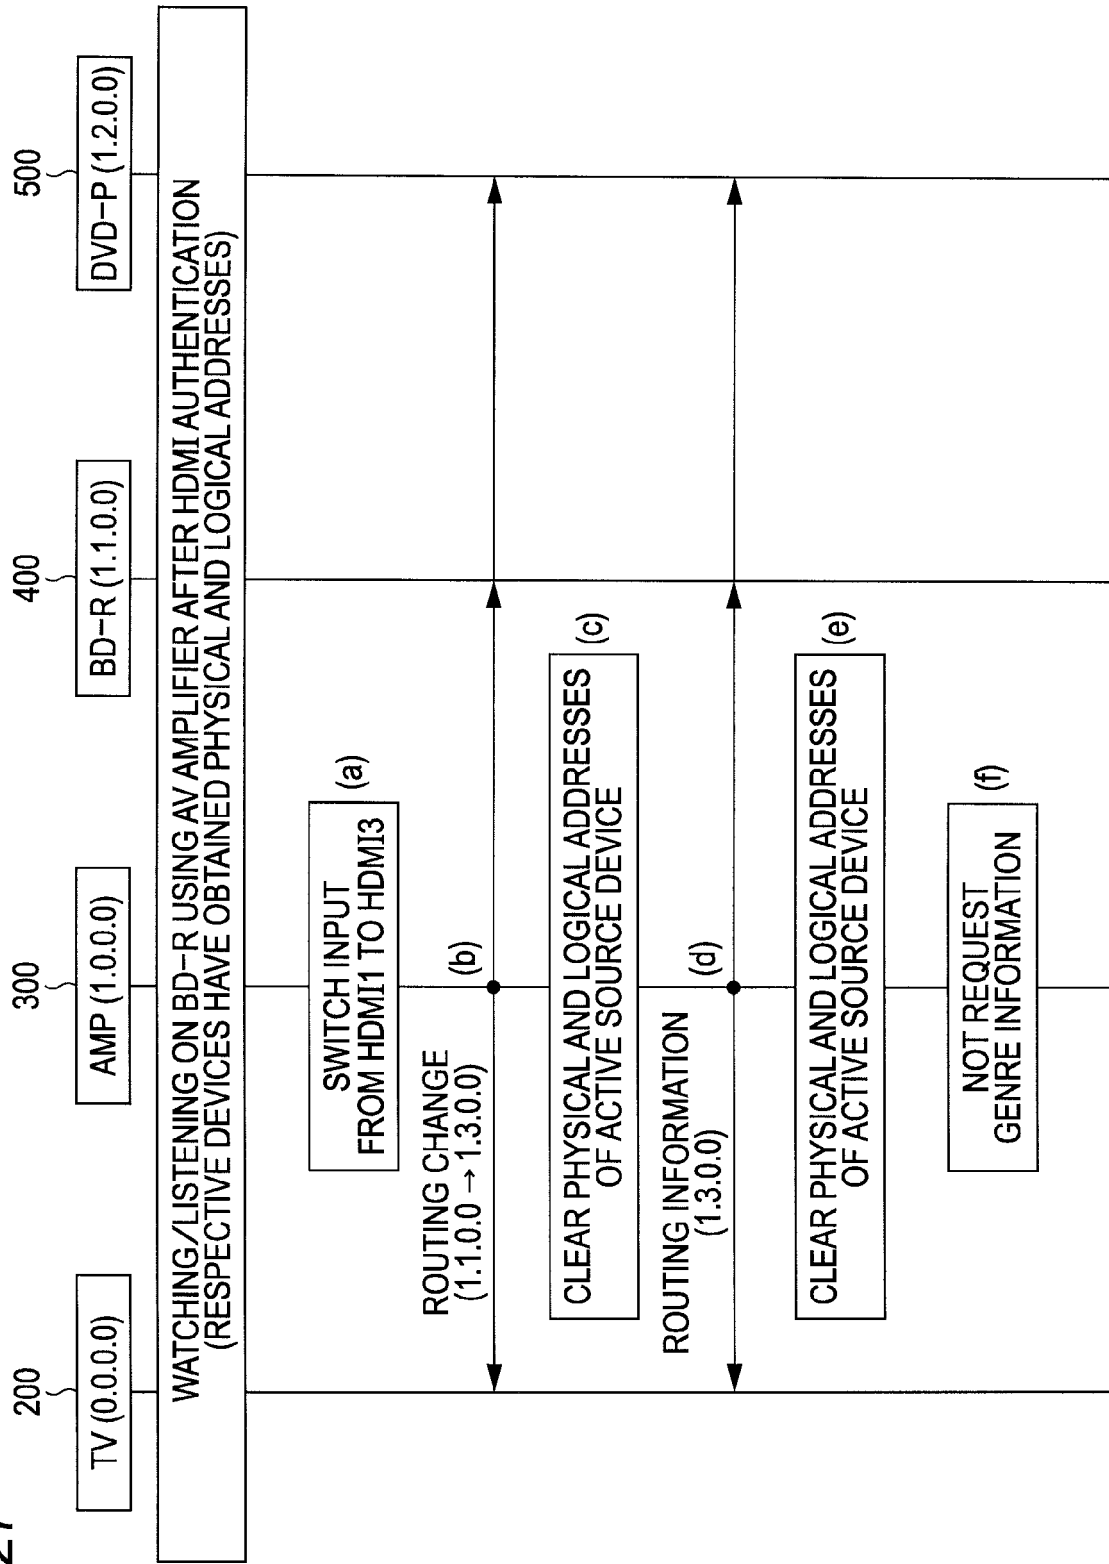 27
200
300
400
500
TV (0.0.0.0)
AMP (1.0.0.0)
BD-R (1.1.0.0)
DVD-P (1.2.0.0)
WATCHING/LISTENING ON BD-R USING AV AMPLIFIER AFTER HDMI AUTHENTICATION
(RESPECTIVE DEVICES HAVE OBTAINED PHYSICAL AND LOGICAL ADDRESSES)
SWITCH INPUT
FROM HDMI1 TO HDMI3
(a)
ROUTING CHANGE
(1.1.0.0 → 1.3.0.0)
(b)
CLEAR PHYSICAL AND LOGICAL ADDRESSES
OF ACTIVE SOURCE DEVICE
(c)
ROUTING INFORMATION
(1.3.0.0)
(d)
CLEAR PHYSICAL AND LOGICAL ADDRESSES
OF ACTIVE SOURCE DEVICE
(e)
NOT REQUEST
GENRE INFORMATION
(f)